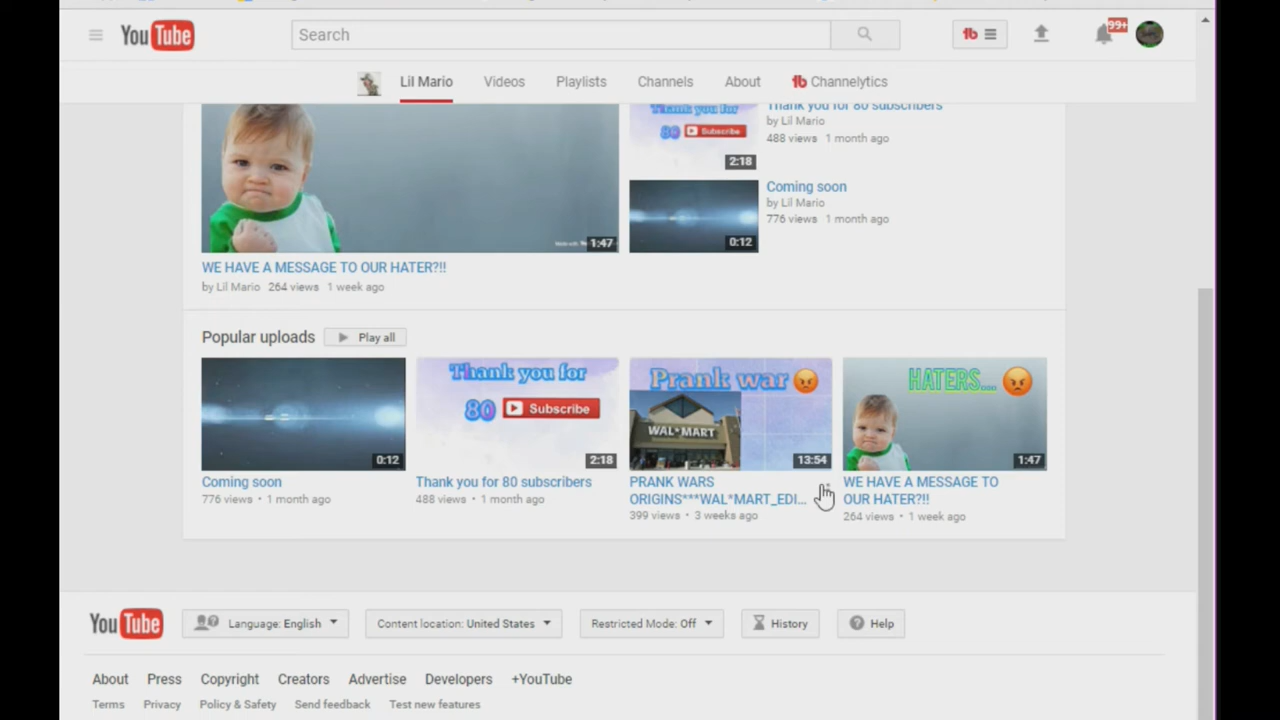 YouTube
Search
99+
Lil Mario
Videos
Playlists
Channels
About
Channelytics
Thank you for
80 Subscribe
2:18
Thank you for 80 subscribers
by Lil Mario
488 views 1 month ago
0:12
Coming soon
by Lil Mario
776 views 1 month ago
1:47
WE HAVE A MESSAGE TO OUR HATER?!!
by Lil Mario 264 views 1 week ago
Popular uploads
Play all
0:12
Coming soon
776 views • 1 month ago
Thank you for
80 Subscribe
2:18
Thank you for 80 subscribers
488 views • 1 month ago
Prank war
WAL*MART
13:54
PRANK WARS
ORIGINS***WAL*MART_EDI...
399 views • 3 weeks ago
HATERS....
1:47
WE HAVE A MESSAGE TO
OUR HATER?!!
264 views • 1 week ago
YouTube
Language: English
Content location: United States
Restricted Mode: Off
History
Help
About Press Copyright Creators Advertise Developers +YouTube
Terms Privacy Policy & Safety Send feedback Test new features